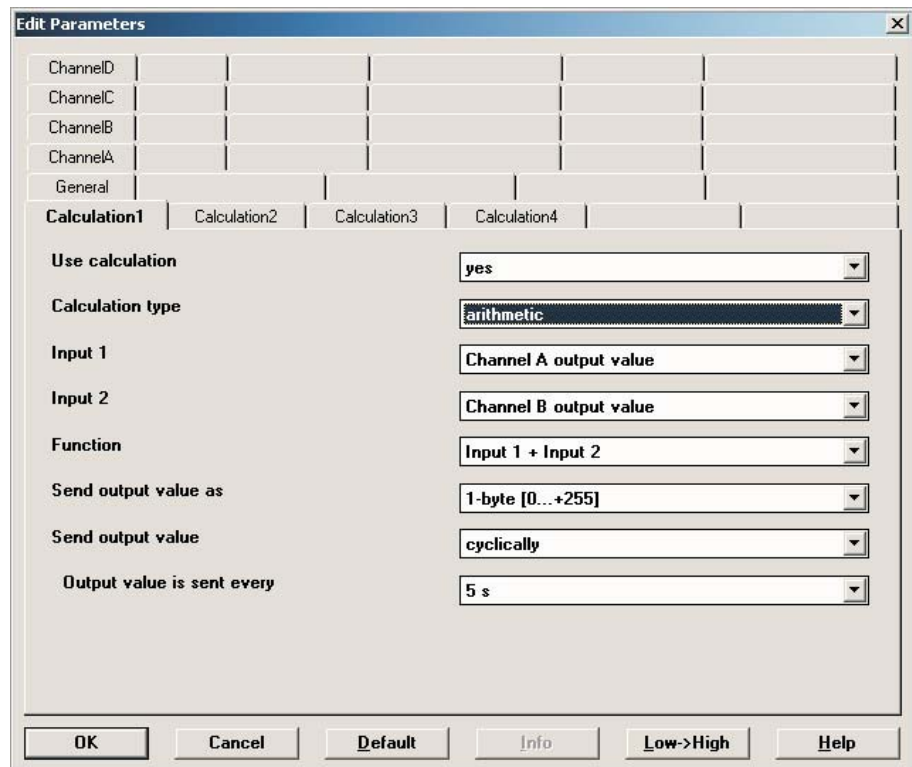 Edit Parameters
ChannelD
ChannelC
ChannelB
ChannelA
General
Calculation1 Calculation2 Calculation3 Calculation4
Use calculation yes
Calculation type arithmetic
Input 1 Channel A output value
Input 2 Channel B output value
Function Input 1 + Input 2
Send output value as 1-byte [0...+255]
Send output value cyclically
Output value is sent every 5 s
OK Cancel Default Info Low->High Help